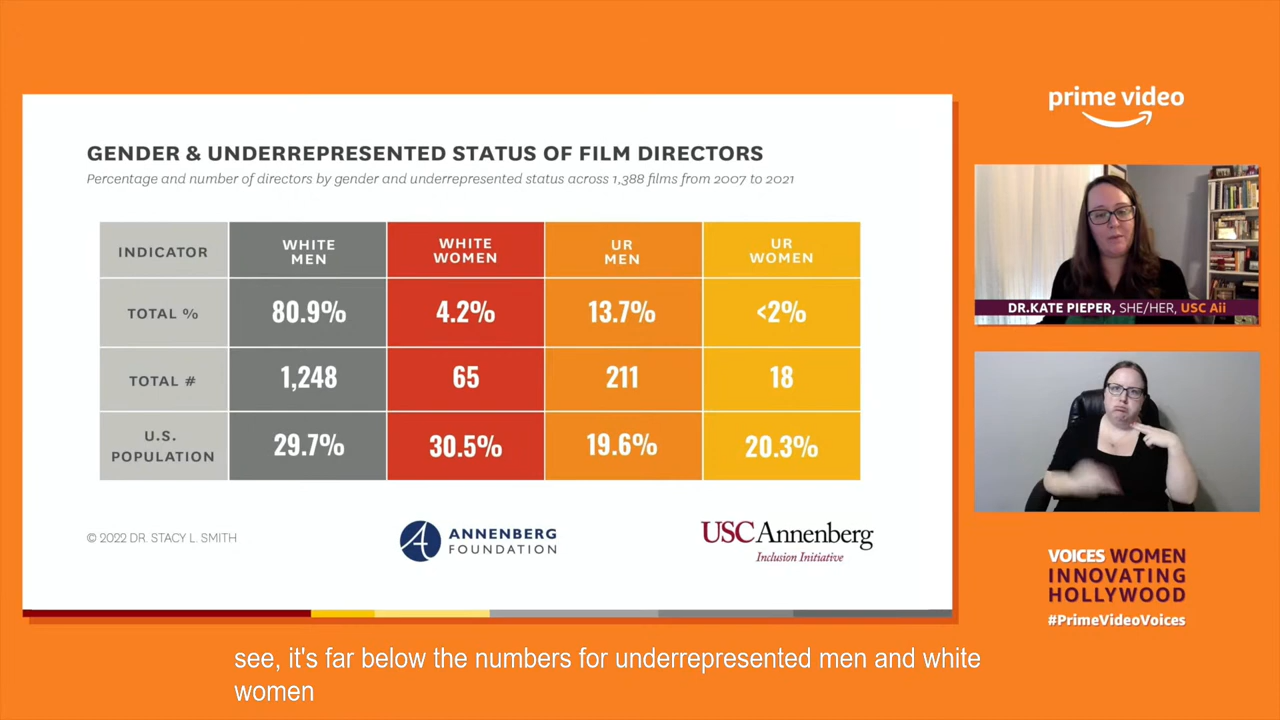 prime video
GENDER & UNDERREPRESENTED STATUS OF FILM DIRECTORS
Percentage and number of directors by gender and underrepresented status across 1,388 films from 2007 to 2021
INDICATOR
WHITE
MEN
WHITE
WOMEN
UR
MEN
UR
WOMEN
TOTAL %
80.9%
4.2%
13.7%
<2%
TOTAL #
1,248
65
211
18
U.S.
POPULATION
29.7%
30.5%
19.6%
20.3%
© 2022 DR. STACY L. SMITH
ANNENBERG
FOUNDATION
USC Annenberg
Inclusion Initiative
DR.KATE PIEPER, SHE/HER, USC Aii
VOICES WOMEN
INNOVATING
HOLLYWOOD
#PrimeVideoVoices
see, it's far below the numbers for underrepresented men and white
women